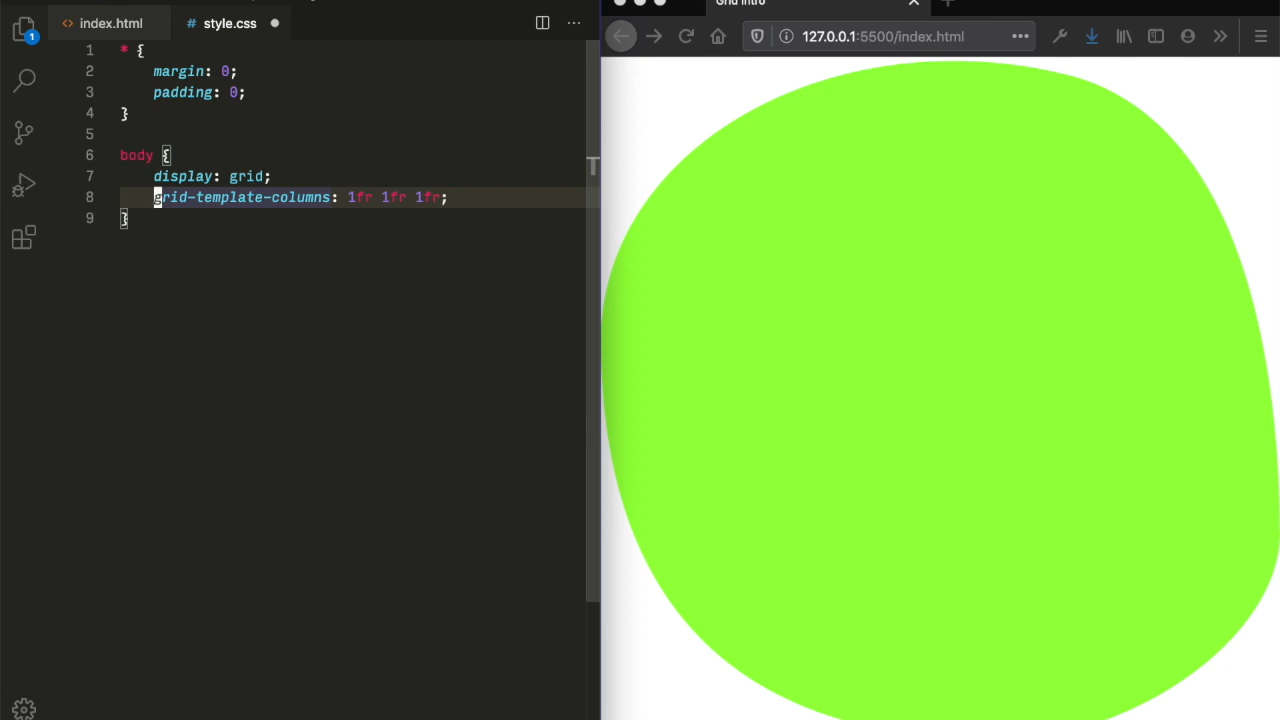 index.html
# style.css
1 * {
2 margin: 0;
3 padding: 0;
4 }
5
6 body {
7 display: grid;
8 grid-template-columns: 1fr 1fr 1fr;
9 }
1
T
Grid Intro
127.0.0.1:5500/index.html